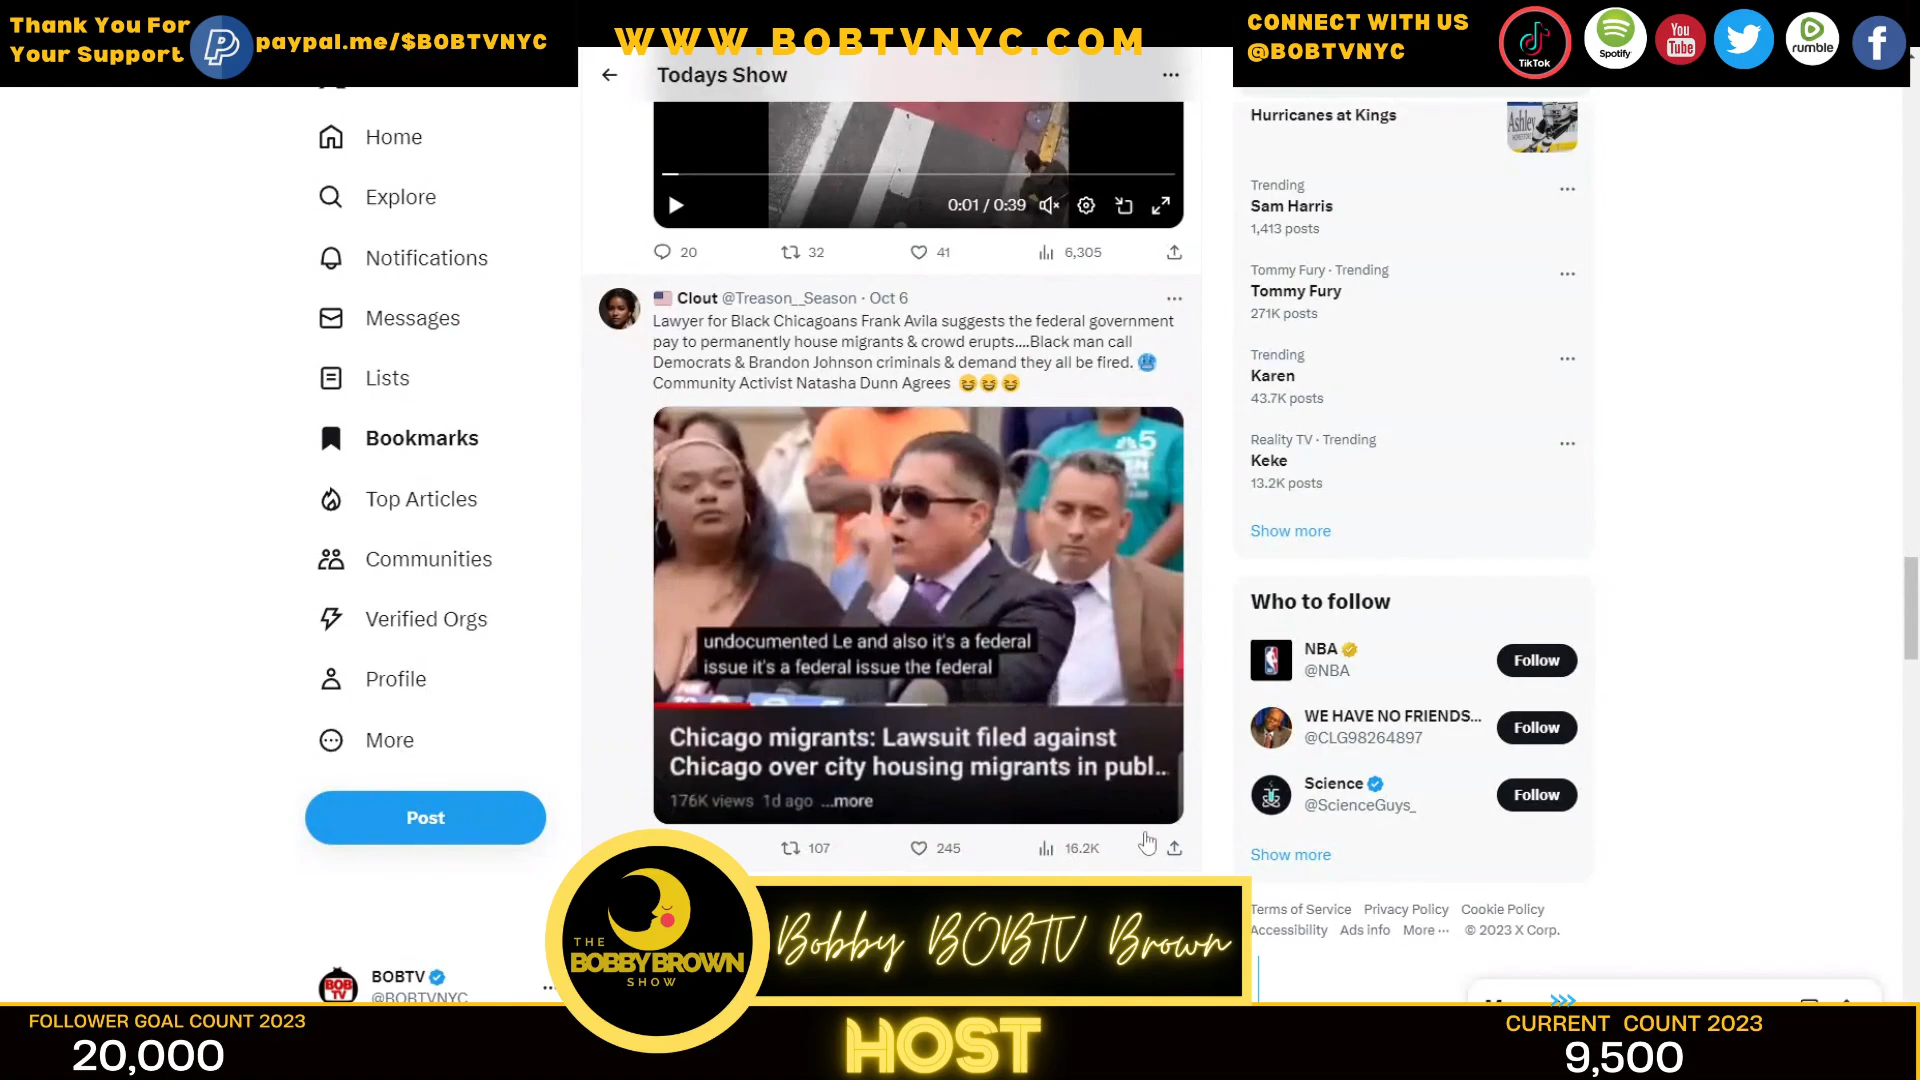 Thank You For
Your Support
paypal.me/$BOBTVNYC
WWW.BOBTVNYC.COM
CONNECT WITH US
@BOBTVNYC
TikTok
Spotify
You
Tube
rumble
Todays Show
Home
Explore
Notifications
Messages
Lists
Bookmarks
Top Articles
Communities
Verified Orgs
Profile
More
Post
BOBTV
@BOBTVNYC
0:01 / 0:39
20 32 41 6,305
Clout @Treason__Season · Oct 6
Lawyer for Black Chicagoans Frank Avila suggests the federal government
pay to permanently house migrants & crowd erupts....Black man call
Democrats & Brandon Johnson criminals & demand they all be fired.
Community Activist Natasha Dunn Agrees
5
undocumented Le and also it's a federal
issue it's a federal issue the federal
Chicago migrants: Lawsuit filed against
Chicago over city housing migrants in publ...
176K views 1d ago ...more
107 245 16.2K
Hurricanes at Kings
Ashley
Trending
Sam Harris
1,413 posts
Tommy Fury · Trending
Tommy Fury
271K posts
Trending
Karen
43.7K posts
Reality TV · Trending
Keke
13.2K posts
Show more
Who to follow
NBA
@NBA
Follow
WE HAVE NO FRIENDS...
@CLG98264897
Follow
Science
@ScienceGuys_
Follow
Show more
Terms of Service Privacy Policy Cookie Policy
Accessibility Ads info More ··· © 2023 X Corp.
THE
BOBBY BROWN
SHOW
Bobby BOBTV Brown
HOST
BOB
TV
FOLLOWER GOAL COUNT 2023
20,000
CURRENT COUNT 2023
9,500